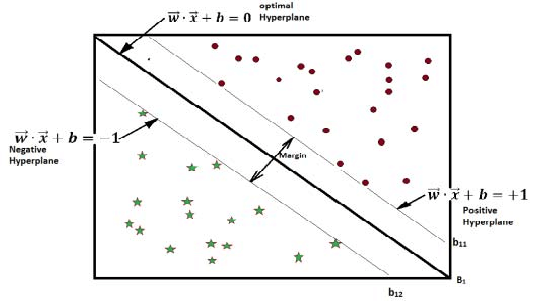 w⃗ · x⃗ + b = 0
optimal
Hyperplane
w⃗ · x⃗ + b = −1
Negative
Hyperplane
Margin
w⃗ · x⃗ + b = +1
Positive
Hyperplane
b₁₁
B₁
b₁₂